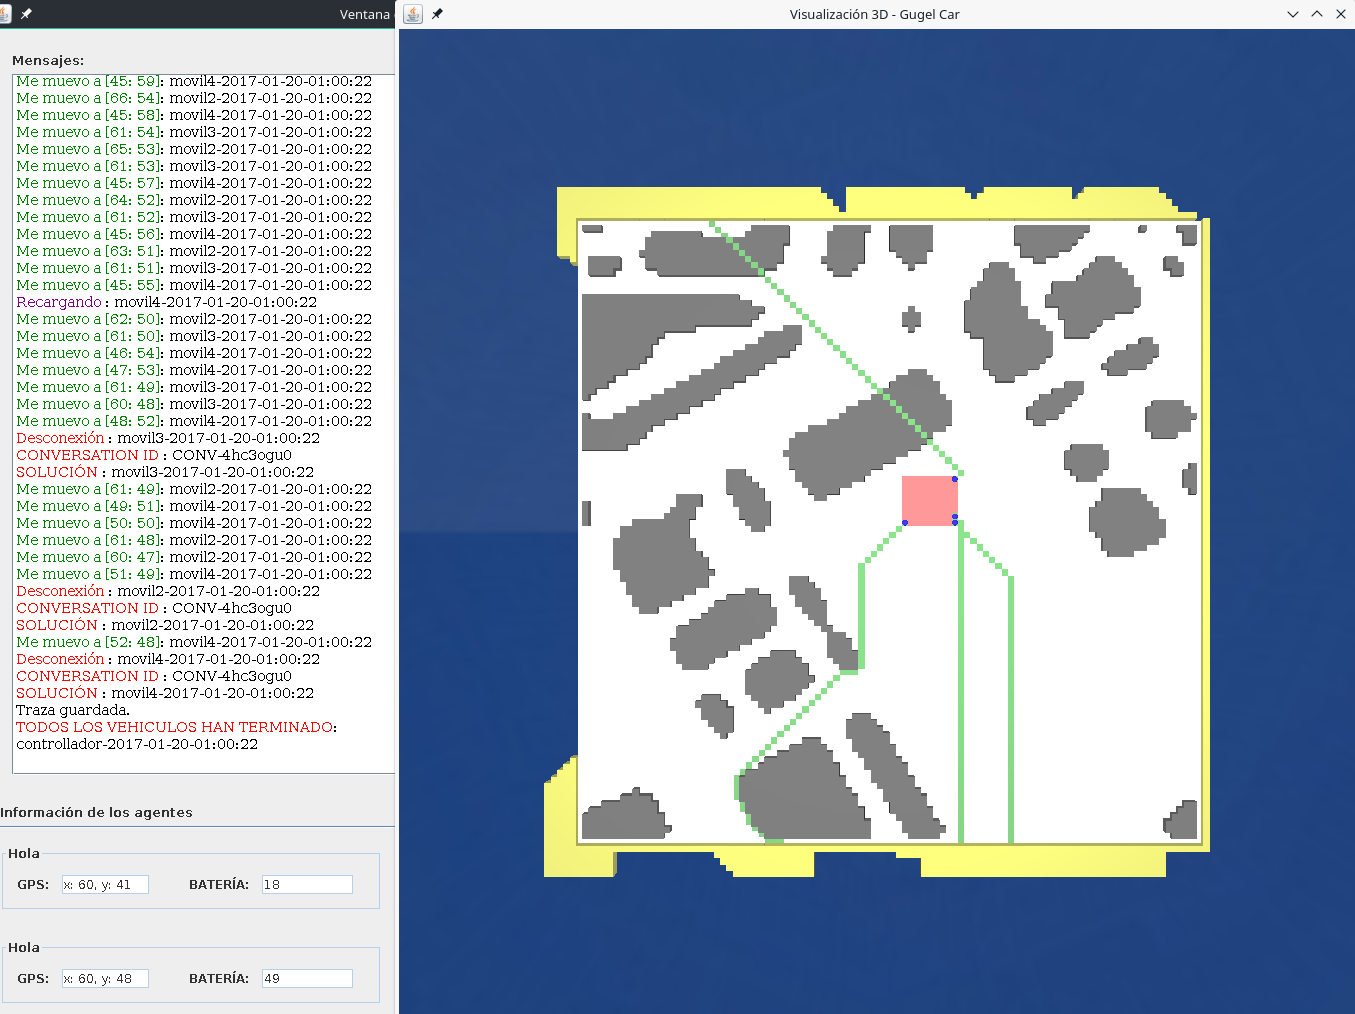 Ventana
Visualización 3D - Gugel Car
Mensajes:
Me muevo a [45: 59]: movil4-2017-01-20-01:00:22
Me muevo a [66: 54]: movil2-2017-01-20-01:00:22
Me muevo a [45: 58]: movil4-2017-01-20-01:00:22
Me muevo a [61: 54]: movil3-2017-01-20-01:00:22
Me muevo a [65: 53]: movil2-2017-01-20-01:00:22
Me muevo a [61: 53]: movil3-2017-01-20-01:00:22
Me muevo a [45: 57]: movil4-2017-01-20-01:00:22
Me muevo a [64: 52]: movil2-2017-01-20-01:00:22
Me muevo a [61: 52]: movil3-2017-01-20-01:00:22
Me muevo a [45: 56]: movil4-2017-01-20-01:00:22
Me muevo a [63: 51]: movil2-2017-01-20-01:00:22
Me muevo a [61: 51]: movil3-2017-01-20-01:00:22
Me muevo a [45: 55]: movil4-2017-01-20-01:00:22
Recargando : movil4-2017-01-20-01:00:22
Me muevo a [62: 50]: movil2-2017-01-20-01:00:22
Me muevo a [61: 50]: movil3-2017-01-20-01:00:22
Me muevo a [46: 54]: movil4-2017-01-20-01:00:22
Me muevo a [47: 53]: movil4-2017-01-20-01:00:22
Me muevo a [61: 49]: movil3-2017-01-20-01:00:22
Me muevo a [60: 48]: movil3-2017-01-20-01:00:22
Me muevo a [48: 52]: movil4-2017-01-20-01:00:22
Desconexión : movil3-2017-01-20-01:00:22
CONVERSATION ID : CONV-4hc3ogu0
SOLUCIÓN : movil3-2017-01-20-01:00:22
Me muevo a [61: 49]: movil2-2017-01-20-01:00:22
Me muevo a [49: 51]: movil4-2017-01-20-01:00:22
Me muevo a [50: 50]: movil4-2017-01-20-01:00:22
Me muevo a [61: 48]: movil2-2017-01-20-01:00:22
Me muevo a [60: 47]: movil2-2017-01-20-01:00:22
Me muevo a [51: 49]: movil4-2017-01-20-01:00:22
Desconexión : movil2-2017-01-20-01:00:22
CONVERSATION ID : CONV-4hc3ogu0
SOLUCIÓN : movil2-2017-01-20-01:00:22
Me muevo a [52: 48]: movil4-2017-01-20-01:00:22
Desconexión : movil4-2017-01-20-01:00:22
CONVERSATION ID : CONV-4hc3ogu0
SOLUCIÓN : movil4-2017-01-20-01:00:22
Traza guardada.
TODOS LOS VEHICULOS HAN TERMINADO:
controllador-2017-01-20-01:00:22
Información de los agentes
Hola
GPS: x: 60, y: 41 BATERÍA: 18
Hola
GPS: x: 60, y: 48 BATERÍA: 49